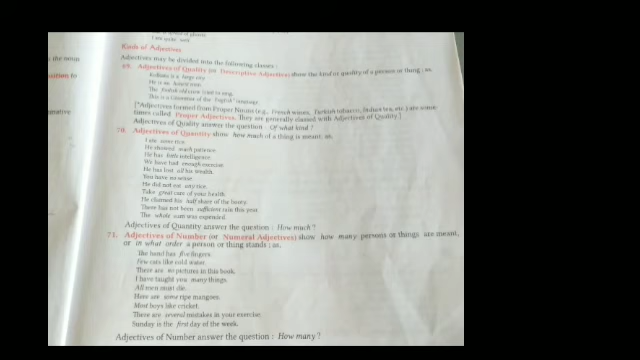 I am quite well
the noun
Kinds of Adjectives
Adjectives may be divided into the following classes :
69. Adjectives of Quality (or Descriptive Adjective) show the kind or quality of a person or thing ; as,
Kolkata is a large city.
He is an honest man.
The foolish old crow tried to sing.
This is a Grammar of the English language.
[*Adjectives formed from Proper Nouns (e.g., French wines, Turkish tobacco, Indian tea, etc.) are some-
times called Proper Adjectives. They are generally classed with Adjectives of Quality.]
Adjectives of Quality answer the question : Of what kind ?
70. Adjectives of Quantity show how much of a thing is meant; as,
I ate some rice.
He showed much patience.
He has little intelligence.
We have had enough exercise.
He has lost all his wealth.
You have no sense.
He did not eat any rice.
Take great care of your health.
He claimed his half share of the booty.
There has not been sufficient rain this year.
The whole sum was expended.
Adjectives of Quantity answer the question : How much ?
71. Adjectives of Number (or Numeral Adjectives) show how many persons or things are meant,
or in what order a person or thing stands ; as,
The hand has five fingers.
Few cats like cold water.
There are no pictures in this book.
I have taught you many things.
All men must die.
Here are some ripe mangoes.
Most boys like cricket.
There are several mistakes in your exercise.
Sunday is the first day of the week.
Adjectives of Number answer the question : How many ?